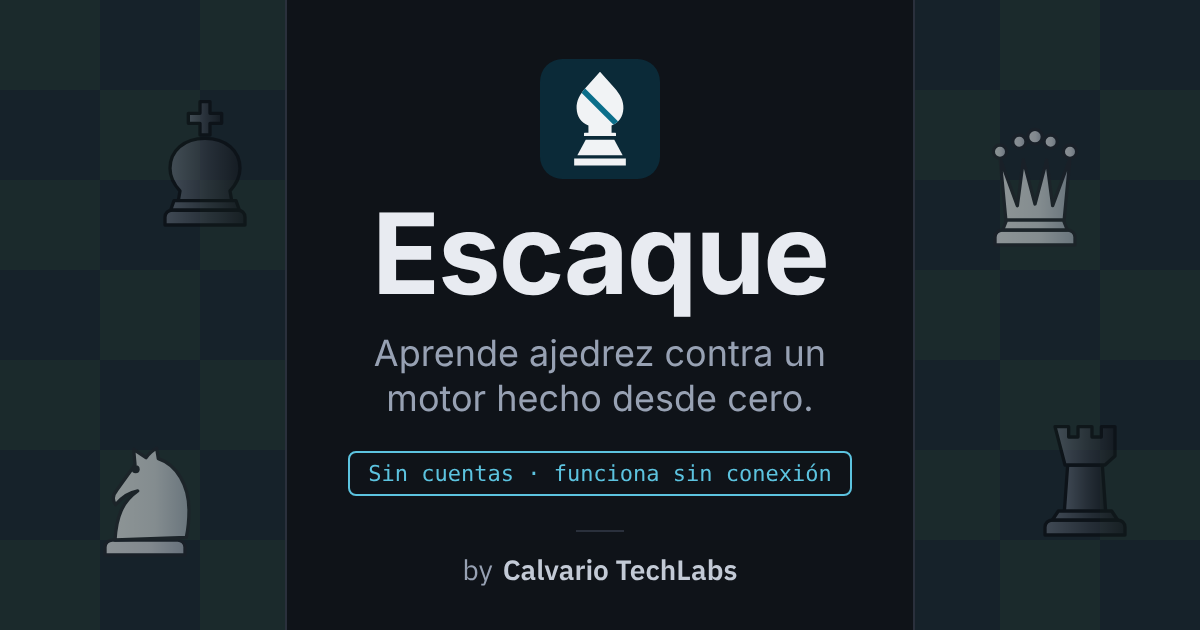 Escaque
Aprende ajedrez contra un
motor hecho desde cero.
Sin cuentas · funciona sin conexión
by Calvario TechLabs